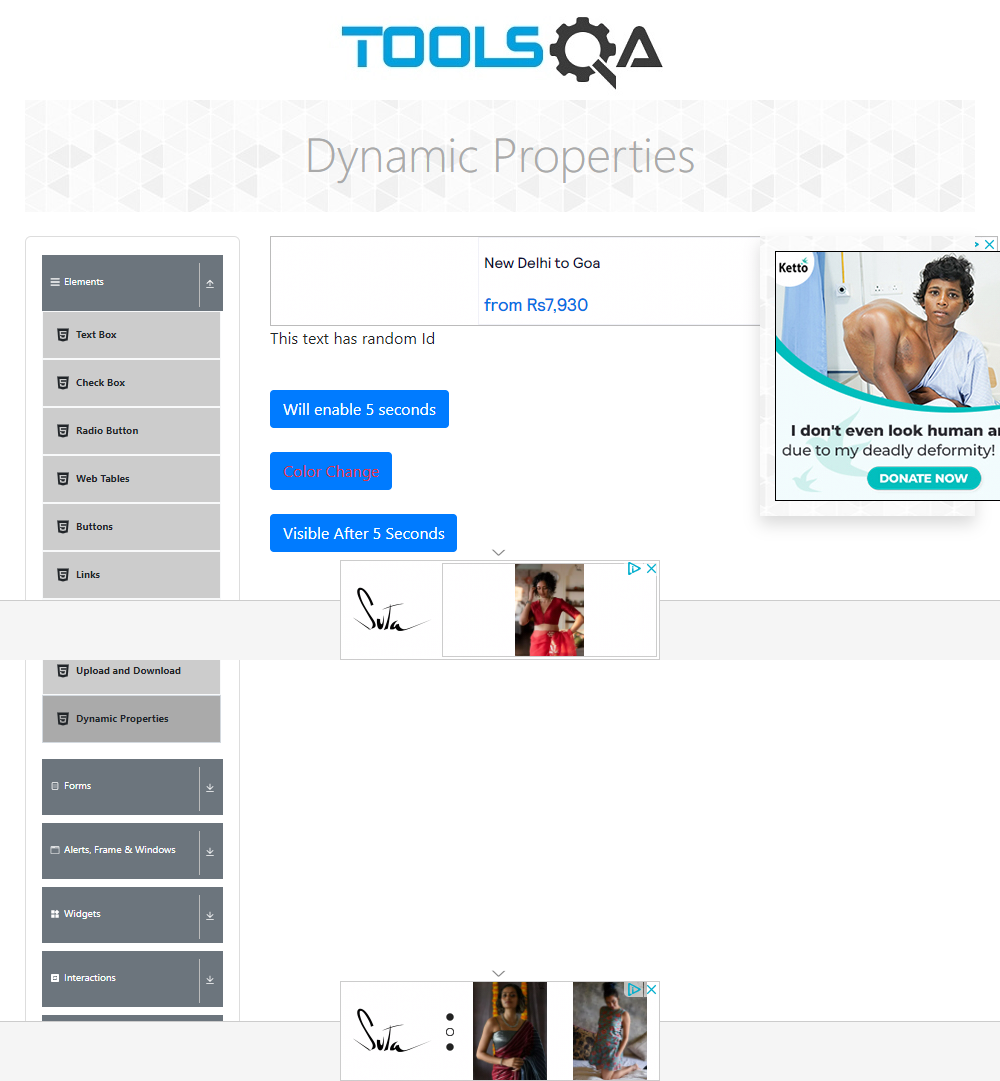 TOOLSQA
Dynamic Properties
Elements
Text Box
Check Box
Radio Button
Web Tables
Buttons
Links
Upload and Download
Dynamic Properties
Forms
Alerts, Frame & Windows
Widgets
Interactions
New Delhi to Goa
from Rs7,930
This text has random Id
Will enable 5 seconds
Color Change
Visible After 5 Seconds
Ketto
I don't even look human
due to my deadly deformity!
DONATE NOW
Suta
Suta